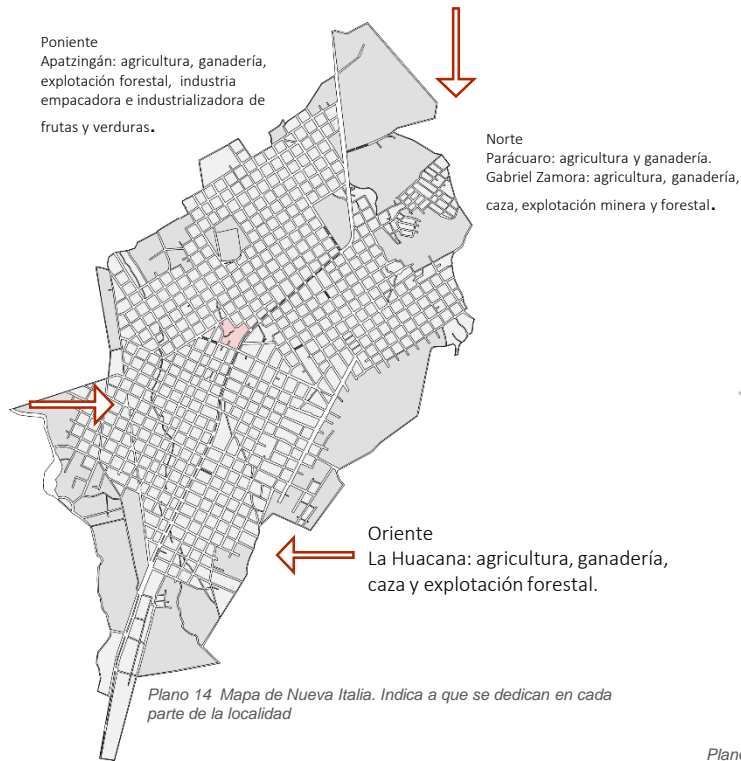 Poniente
Apatzingán: agricultura, ganadería,
explotación forestal, industria
empacadora e industrializadora de
frutas y verduras.
Norte
Parácuaro: agricultura y ganadería.
Gabriel Zamora: agricultura, ganadería,
caza, explotación minera y forestal.
Oriente
La Huacana: agricultura, ganadería,
caza y explotación forestal.
Plano 14 Mapa de Nueva Italia. Indica a que se dedican en cada
parte de la localidad